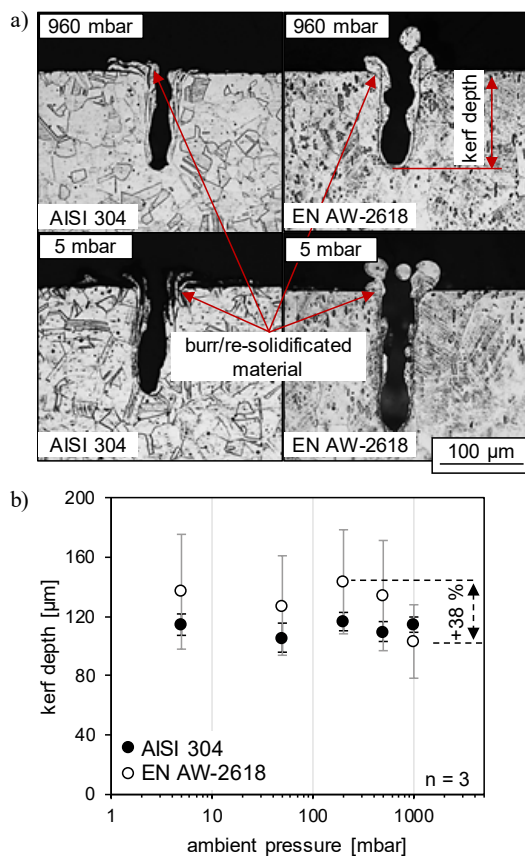 a)
960 mbar
960 mbar
kerf depth
AISI 304
EN AW-2618
5 mbar
5 mbar
burr/re-solidificated
material
AISI 304
EN AW-2618
100 µm
b)
200
160
120
80
40
0
kerf depth [µm]
+38 %
AISI 304
EN AW-2618
n = 3
1
10
100
1000
ambient pressure [mbar]